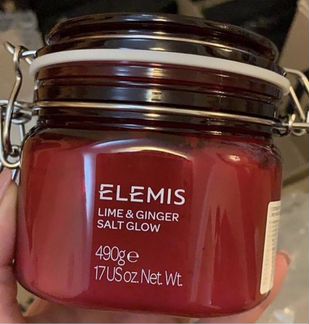 ELEMIS
LIME & GINGER
SALT GLOW
490g℮
17 US oz. Net. Wt.